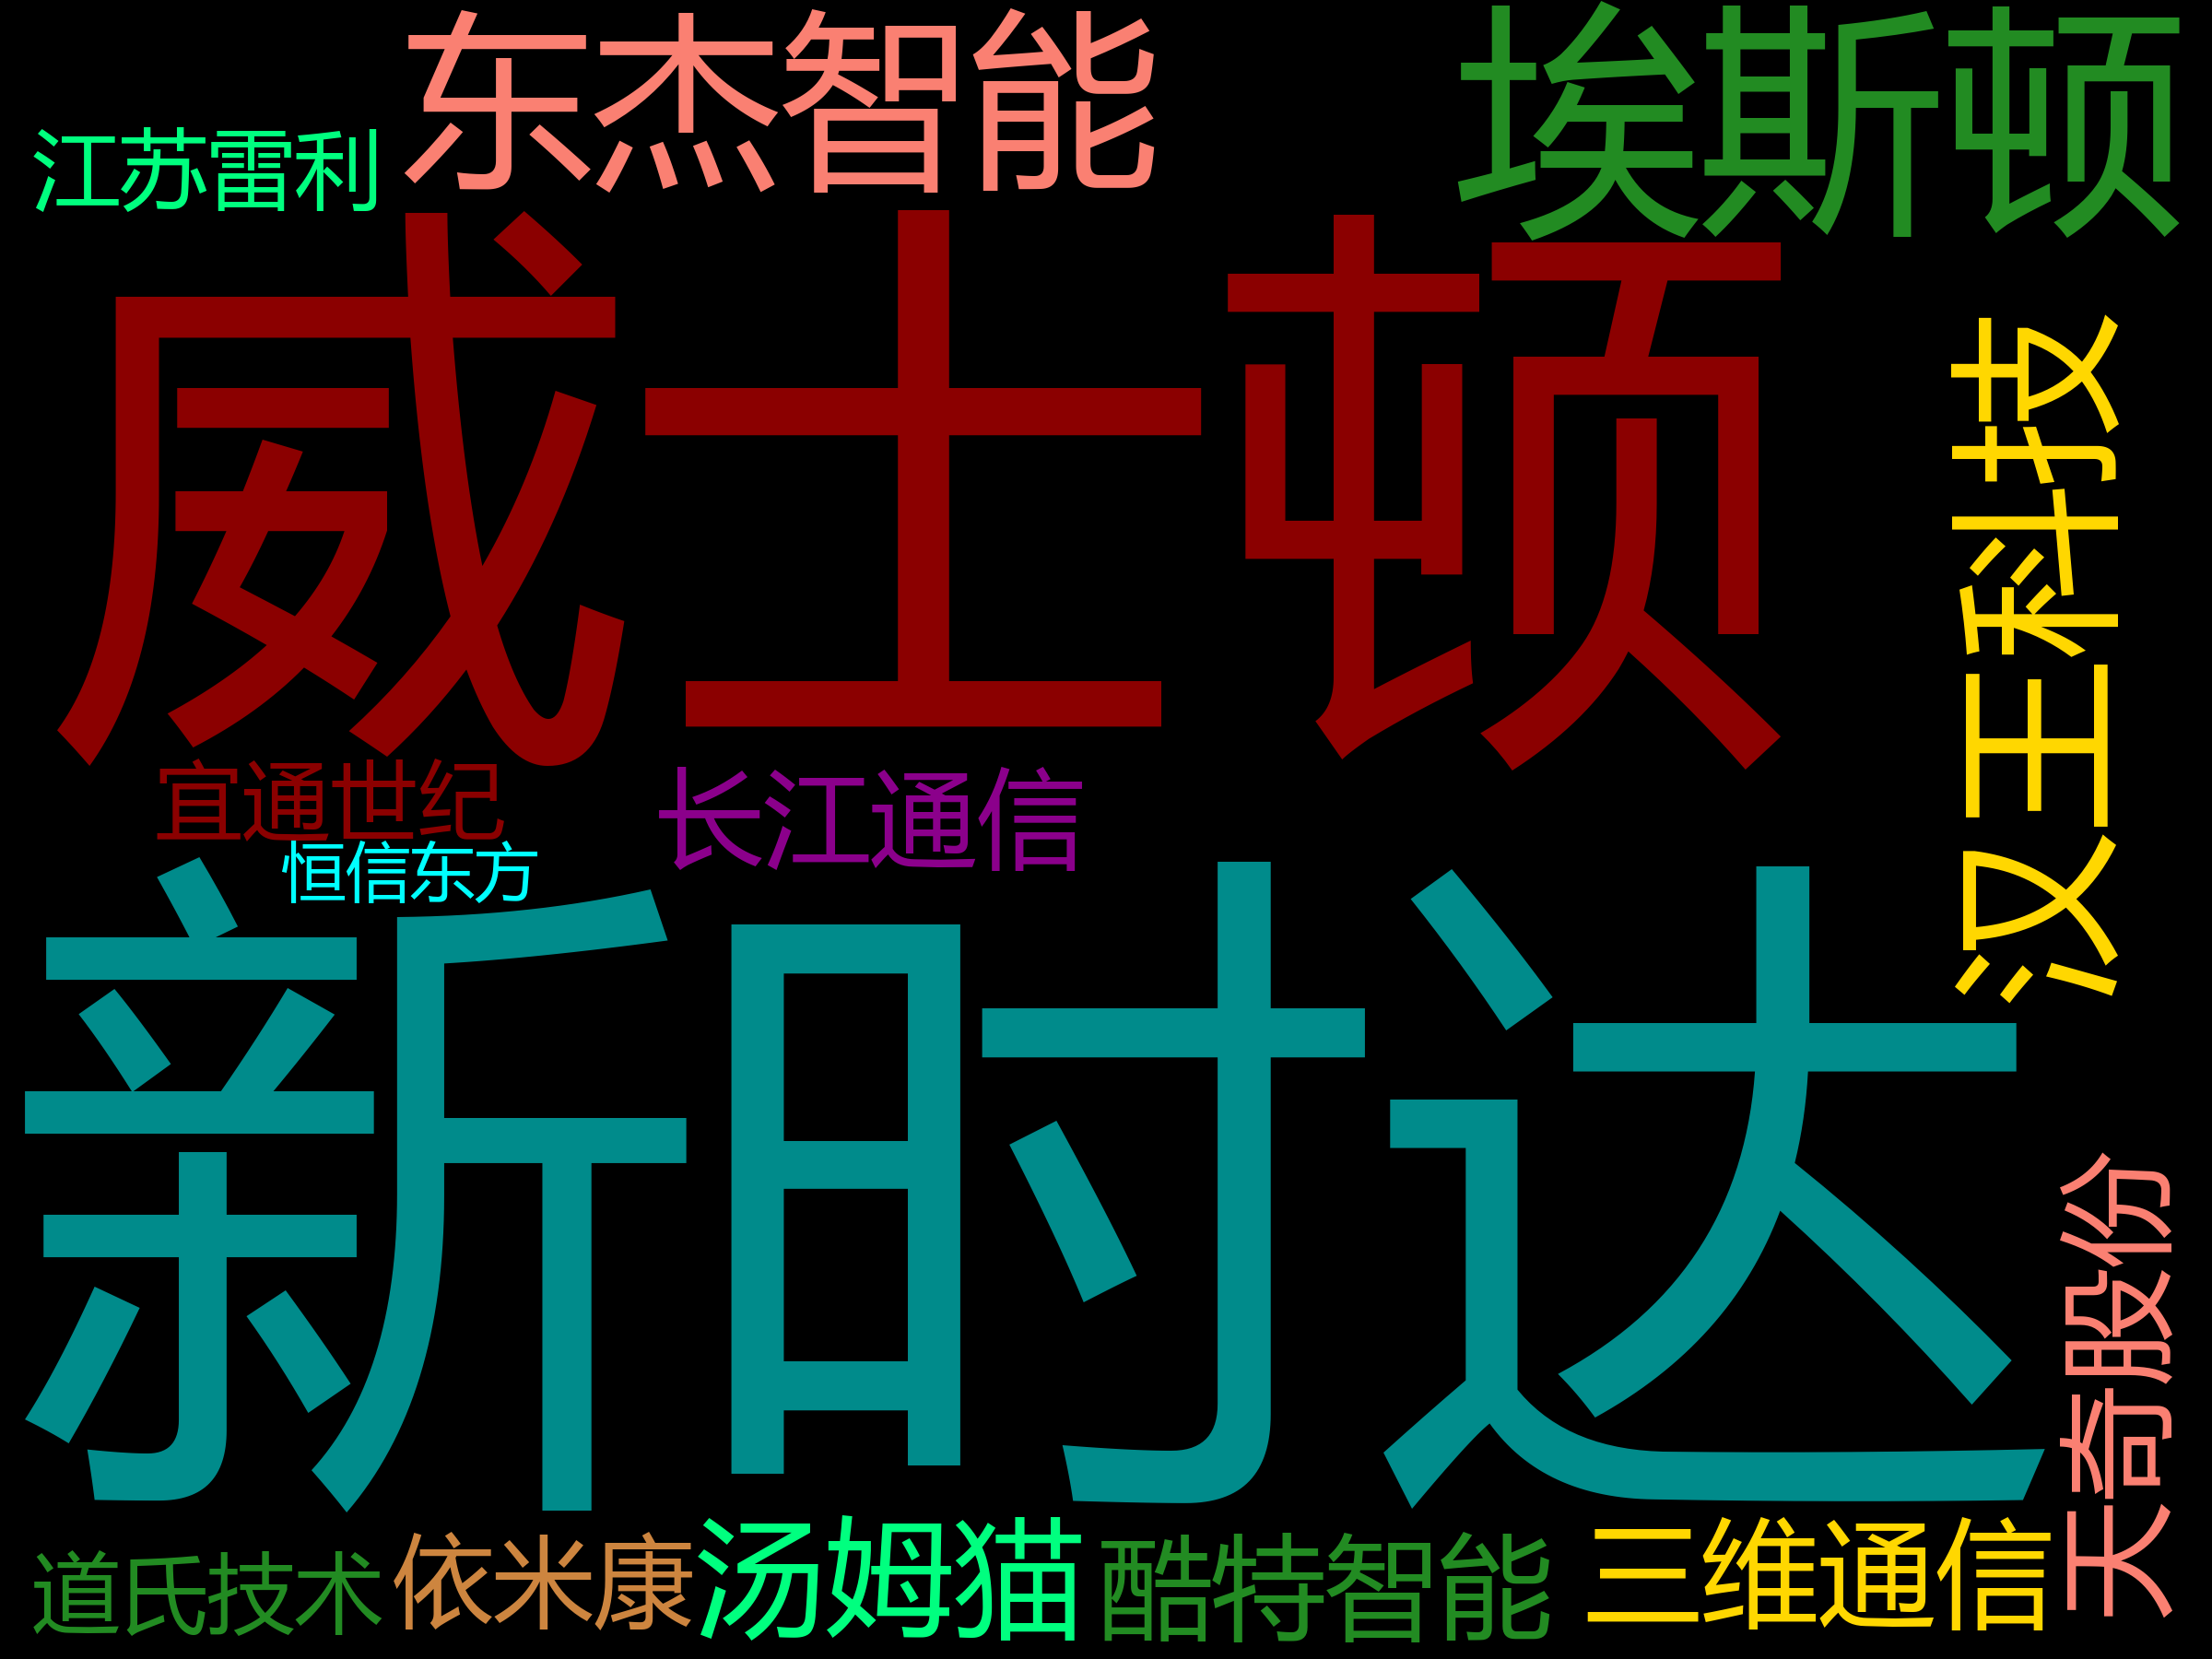 东杰智能
埃斯顿
江苏雷利
威士顿
汉王科技
宜通世纪
长江通信
恒信东方
新时达
天奇股份
道氏技术
依米康
汤姆猫
酷特智能
三维通信